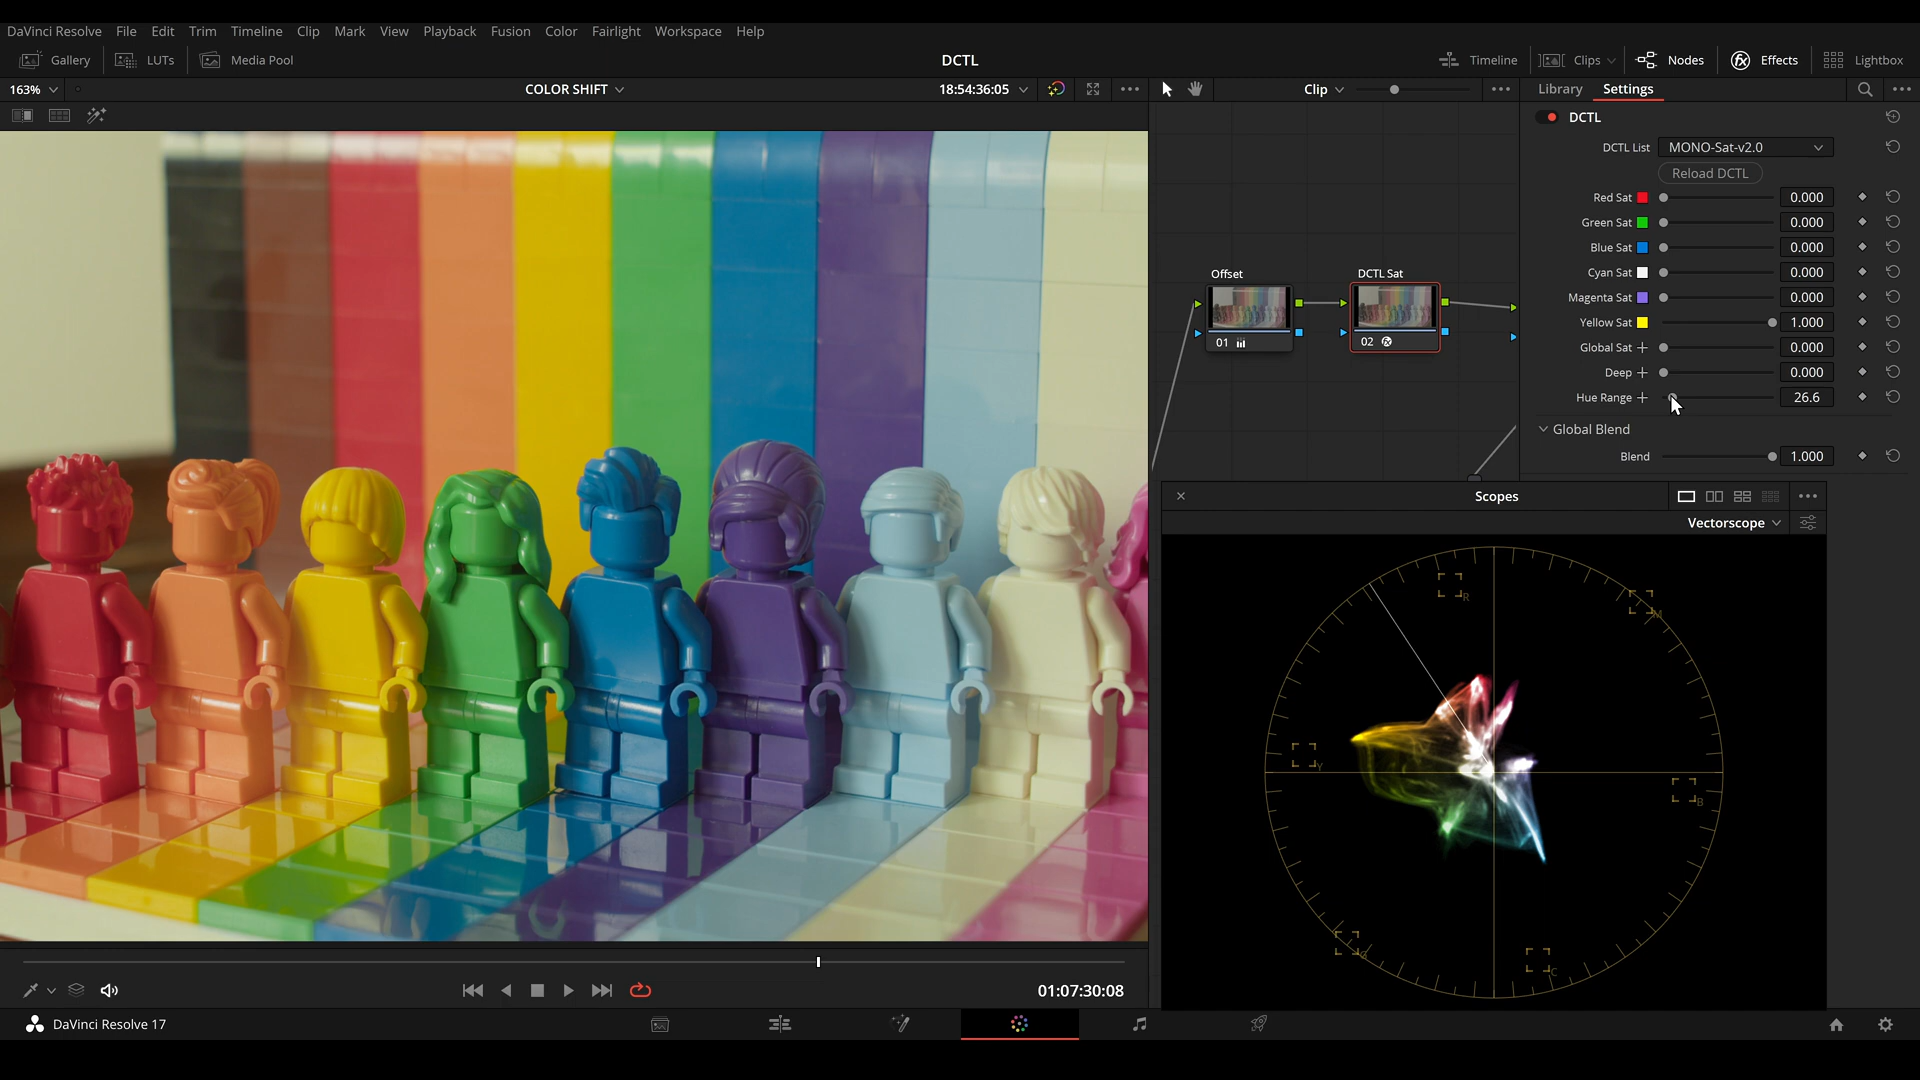 DaVinci Resolve File Edit Trim Timeline Clip Mark View Playback Fusion Color Fairlight Workspace Help
Gallery LUTs Media Pool DCTL Timeline Clips Nodes Effects Lightbox
163% COLOR SHIFT 18:54:36:05 Clip Library Settings
DCTL
DCTL List MONO-Sat-v2.0
Reload DCTL
Red Sat 0.000
Green Sat 0.000
Blue Sat 0.000
Cyan Sat 0.000
Magenta Sat 0.000
Yellow Sat 1.000
Global Sat 0.000
Deep 0.000
Hue Range 26.6
Global Blend
Blend 1.000
Offset DCTL Sat
01 02
Scopes
Vectorscope
R
M
Y
B
G
C
01:07:30:08
DaVinci Resolve 17